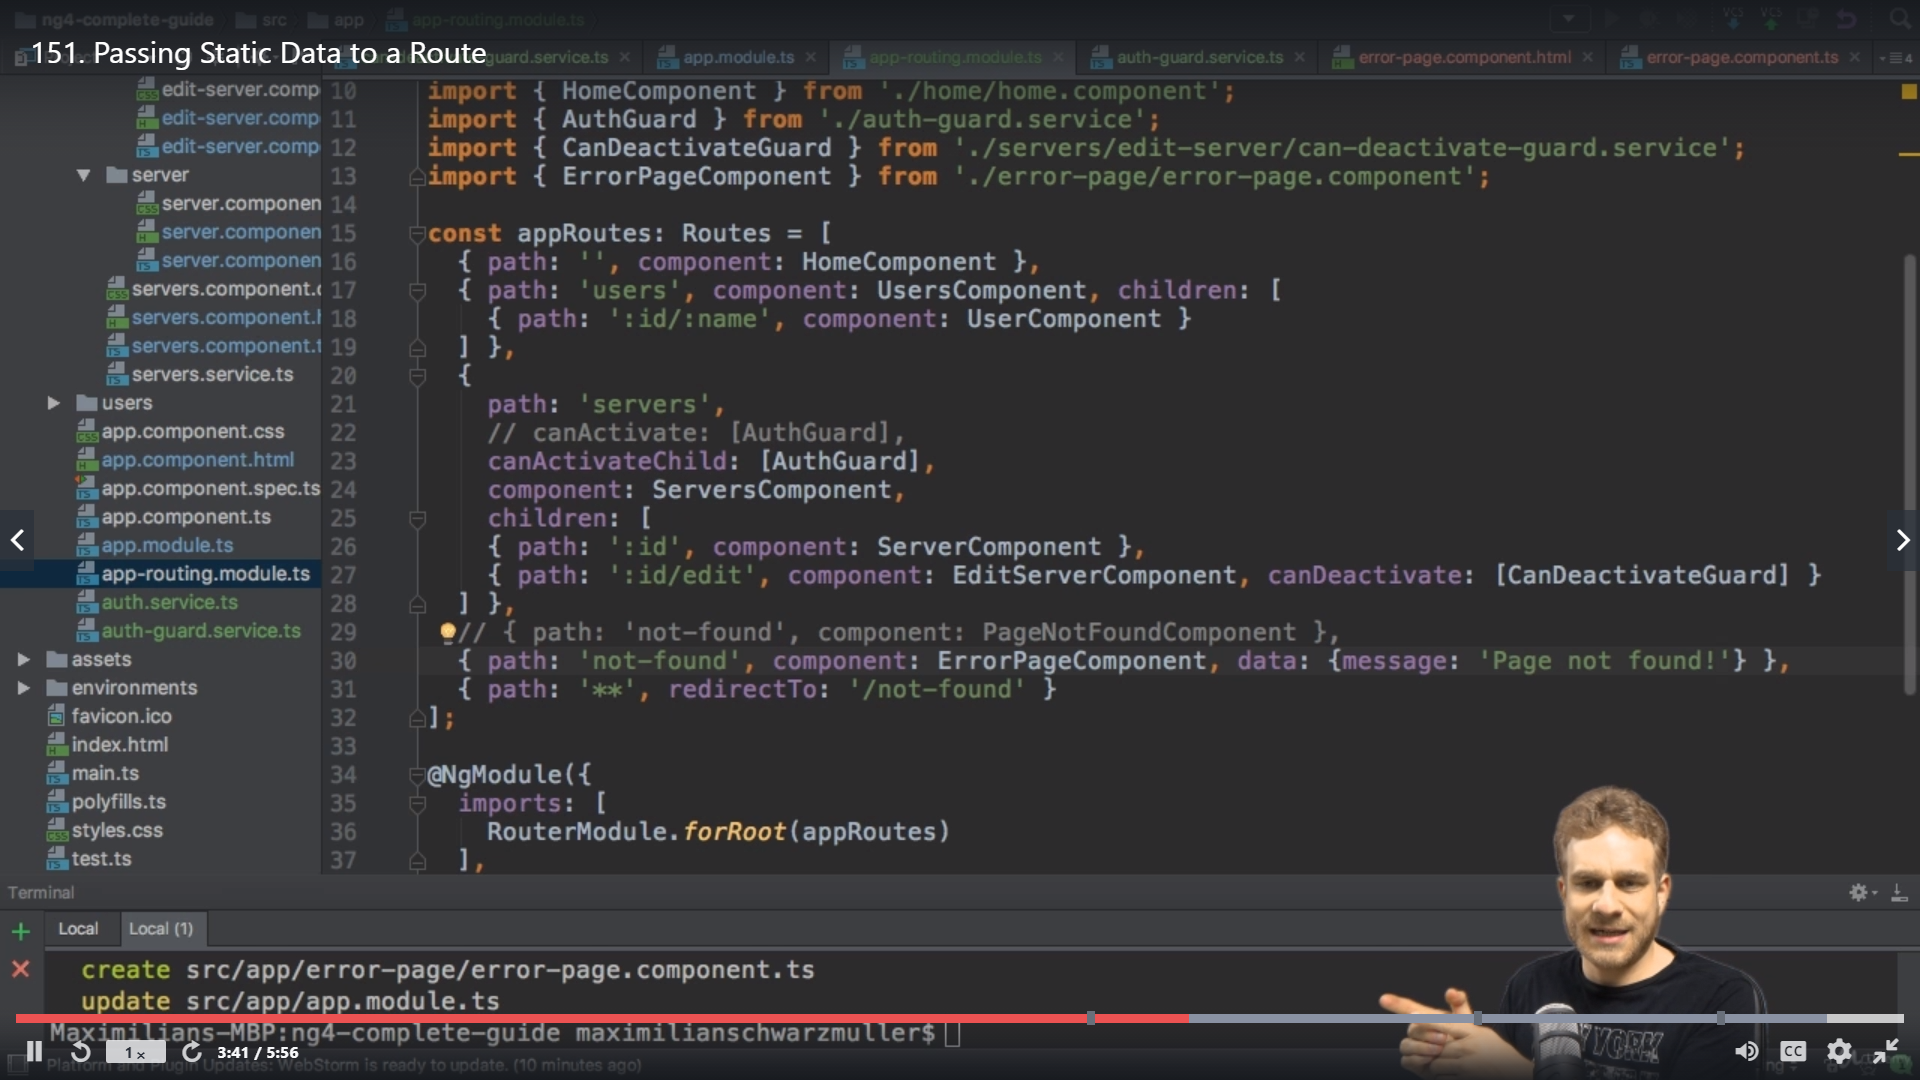 ng4-complete-guide src app app-routing.module.ts
151. Passing Static Data to a Route
guard.service.ts app.module.ts app-routing.module.ts auth-guard.service.ts error-page.component.html error-page.component.ts
edit-server.comp
edit-server.comp
edit-server.comp
server
server.componen
server.componen
server.componen
servers.component.c
servers.component.h
servers.component.t
servers.service.ts
users
app.component.css
app.component.html
app.component.spec.ts
app.component.ts
app.module.ts
app-routing.module.ts
auth.service.ts
auth-guard.service.ts
assets
environments
favicon.ico
index.html
main.ts
polyfills.ts
styles.css
test.ts
10 import { HomeComponent } from './home/home.component';
11 import { AuthGuard } from './auth-guard.service';
12 import { CanDeactivateGuard } from './servers/edit-server/can-deactivate-guard.service';
13 import { ErrorPageComponent } from './error-page/error-page.component';
14
15 const appRoutes: Routes = [
16 { path: '', component: HomeComponent },
17 { path: 'users', component: UsersComponent, children: [
18 { path: ':id/:name', component: UserComponent }
19 ] },
20 {
21 path: 'servers',
22 // canActivate: [AuthGuard],
23 canActivateChild: [AuthGuard],
24 component: ServersComponent,
25 children: [
26 { path: ':id', component: ServerComponent },
27 { path: ':id/edit', component: EditServerComponent, canDeactivate: [CanDeactivateGuard] }
28 ] },
29 // { path: 'not-found', component: PageNotFoundComponent },
30 { path: 'not-found', component: ErrorPageComponent, data: {message: 'Page not found!'} },
31 { path: '**', redirectTo: '/not-found' }
32 ];
33
34 @NgModule({
35 imports: [
36 RouterModule.forRoot(appRoutes)
37 ],
Terminal
Local Local (1)
create src/app/error-page/error-page.component.ts
update src/app/app.module.ts
Maximilians-MBP:ng4-complete-guide maximilianschwarzmuller$
1x 3:41 / 5:56 CC
Platform and Plugin Updates: WebStorm is ready to update. (10 minutes ago)
YORK